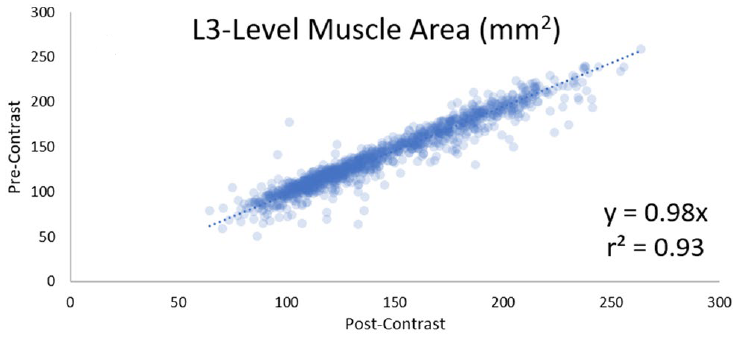 L3-Level Muscle Area (mm²)
300
250
200
150
100
50
0
Pre-Contrast
y = 0.98x
r² = 0.93
0 50 100 150 200 250 300
Post-Contrast